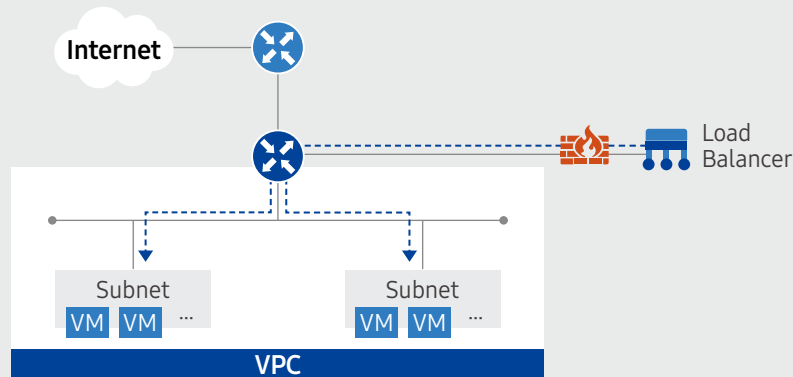 Internet
Load
Balancer
Subnet
VM VM ...
Subnet
VM VM ...
VPC